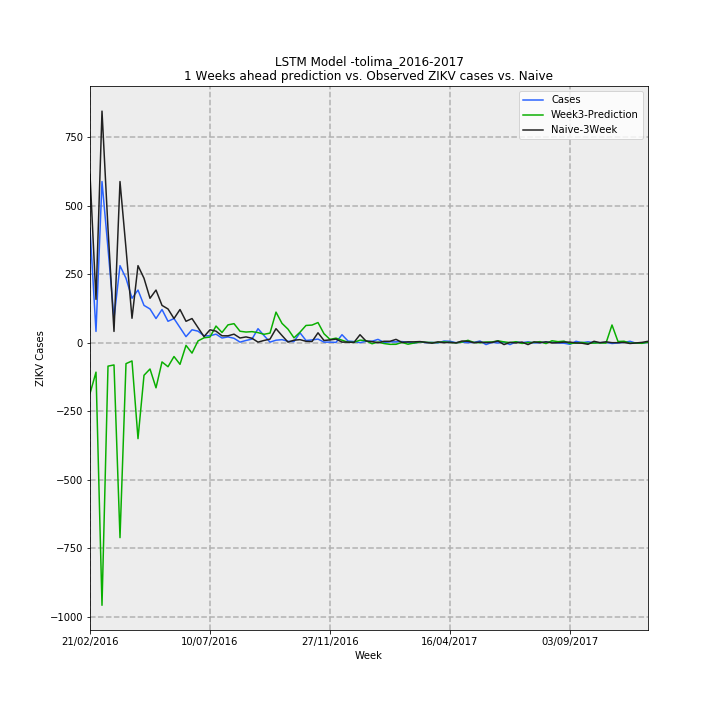 LSTM Model -tolima_2016-2017
1 Weeks ahead prediction vs. Observed ZIKV cases vs. Naive
Cases
Week3-Prediction
Naive-3Week
ZIKV Cases
750
500
250
0
−250
−500
−750
−1000
21/02/2016 10/07/2016 27/11/2016 16/04/2017 03/09/2017
Week